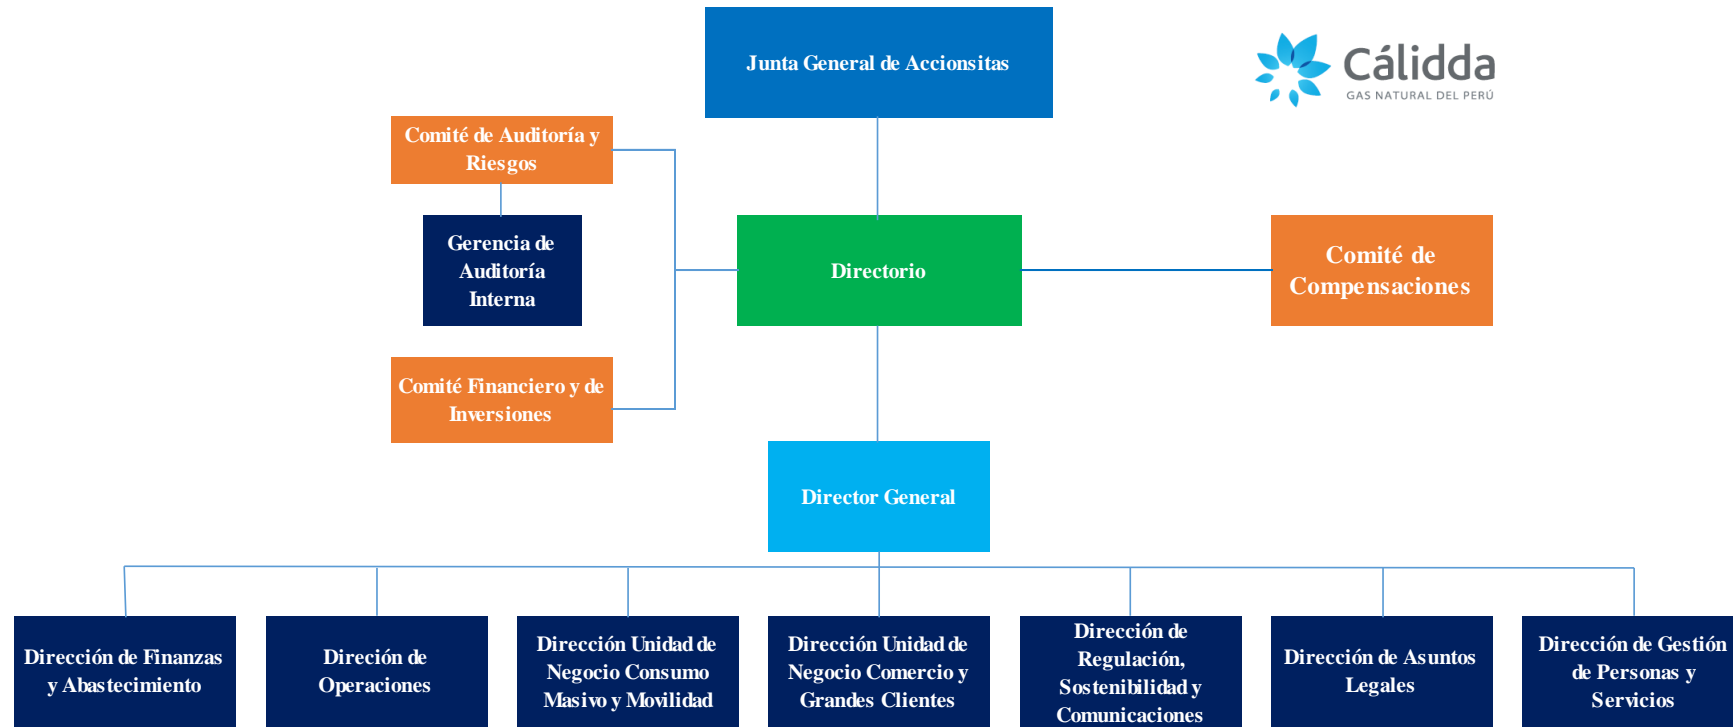 Junta General de Accionsitas
Cálidda
GAS NATURAL DEL PERÚ
Comité de Auditoría y
Riesgos
Gerencia de
Auditoría
Interna
Directorio
Comité de
Compensaciones
Comité Financiero y de
Inversiones
Director General
Dirección de Finanzas
y Abastecimiento
Direción de
Operaciones
Dirección Unidad de
Negocio Consumo
Masivo y Movilidad
Dirección Unidad de
Negocio Comercio y
Grandes Clientes
Dirección de
Regulación,
Sostenibilidad y
Comunicaciones
Dirección de Asuntos
Legales
Dirección de Gestión
de Personas y
Servicios